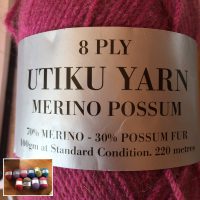 8 PLY
UTIKU YARN
MERINO POSSUM
70% MERINO - 30% POSSUM FUR
100gm at Standard Condition. 220 metres